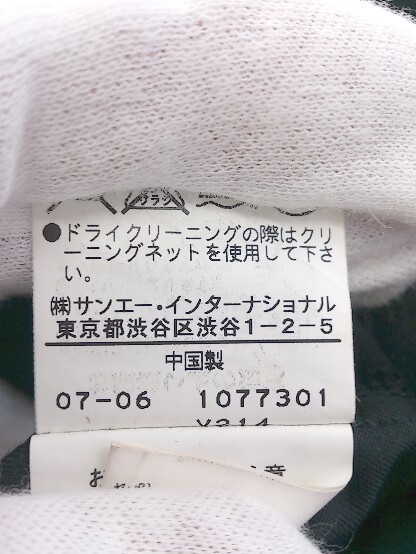 ●ドライクリーニングの際はクリ
ーニングネットを使用して下さ
い。
㈱サンエー・インターナショナル
東京都渋谷区渋谷1-2-5
中国製
07-06 1077301
お